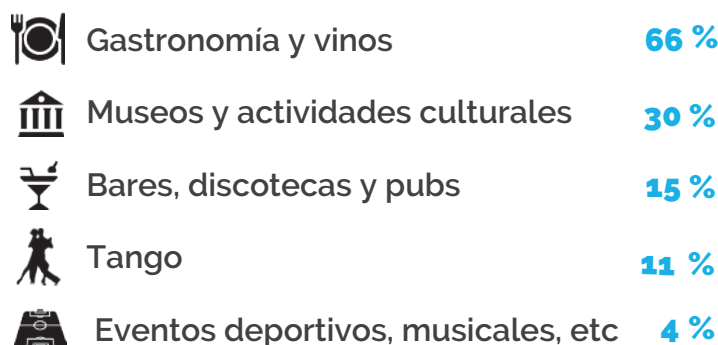 Gastronomía y vinos 66 %
Museos y actividades culturales 30 %
Bares, discotecas y pubs 15 %
Tango 11 %
Eventos deportivos, musicales, etc 4 %